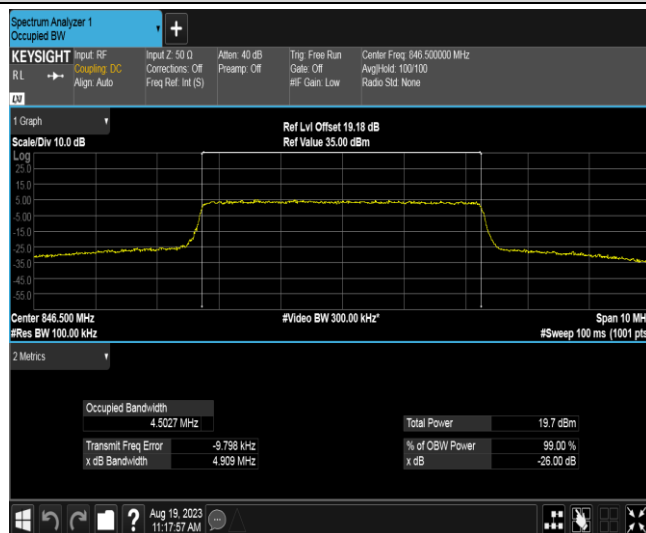 Spectrum Analyzer 1
Occupied BW
+
KEYSIGHT Input: RF Input Z: 50 Ω Atten: 40 dB Trig: Free Run Center Freq: 846.500000 MHz
RL Coupling: DC Corrections: Off Preamp: Off Gate: Off Avg|Hold: 100/100
Align: Auto Freq Ref: Int (S) #IF Gain: Low Radio Std: None
LXI
1 Graph
Ref Lvl Offset 19.18 dB
Scale/Div 10.0 dB Ref Value 35.00 dBm
Log
25.0
15.0
5.00
-5.00
-15.0
-25.0
-35.0
-45.0
-55.0
Center 846.500 MHz #Video BW 300.00 kHz* Span 10 MH
#Res BW 100.00 kHz #Sweep 100 ms (1001 pts
2 Metrics
Occupied Bandwidth
4.5027 MHz Total Power 19.7 dBm
Transmit Freq Error -9.798 kHz % of OBW Power 99.00 %
x dB Bandwidth 4.909 MHz x dB -26.00 dB
? Aug 19, 2023
11:17:57 AM